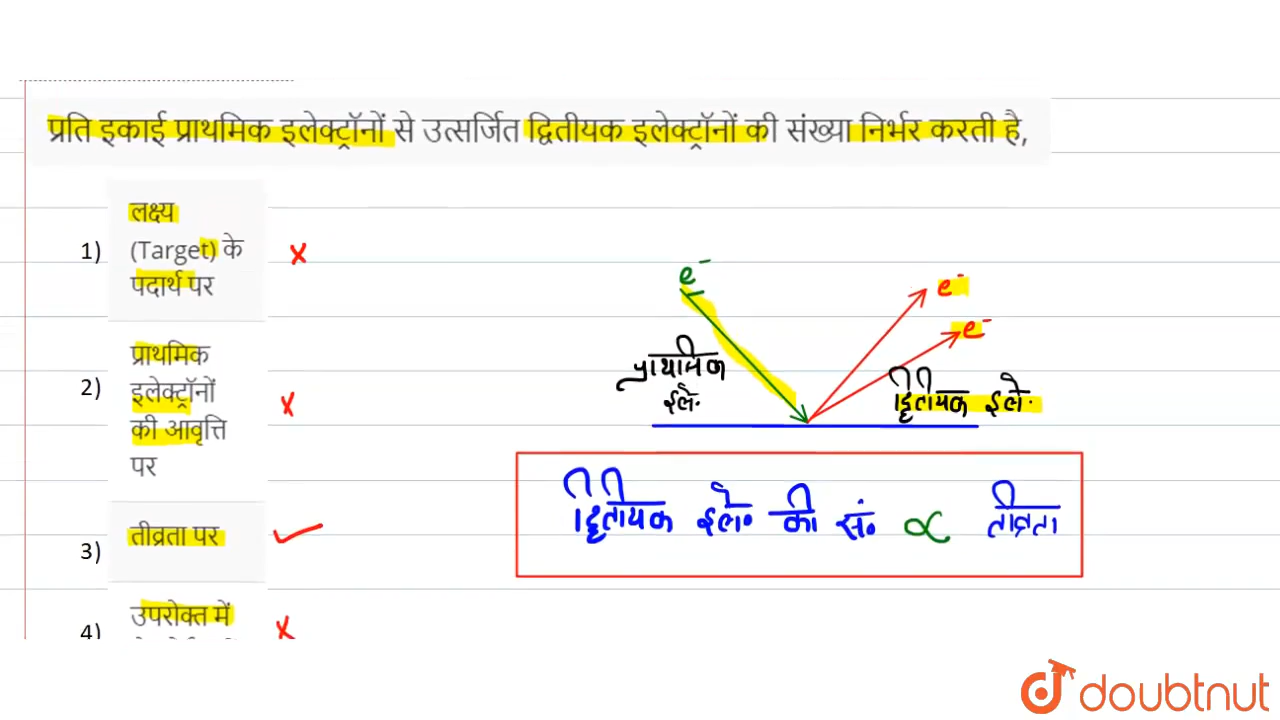 प्रति इकाई प्राथमिक इलेक्ट्रॉनों से उत्सर्जित द्वितीयक इलेक्ट्रॉनों की संख्या निर्भर करती है,
1) लक्ष्य
(Target) के
पदार्थ पर
×
2) प्राथमिक
इलेक्ट्रॉनों
की आवृत्ति
पर
×
3) तीव्रता पर
✓
4) उपरोक्त में
×
e⁻
e⁻
e⁻
प्राथमिक
इले.
द्वितीयक इले.
द्वितीयक इले० की सं० ∝ तीव्रता
doubtnut